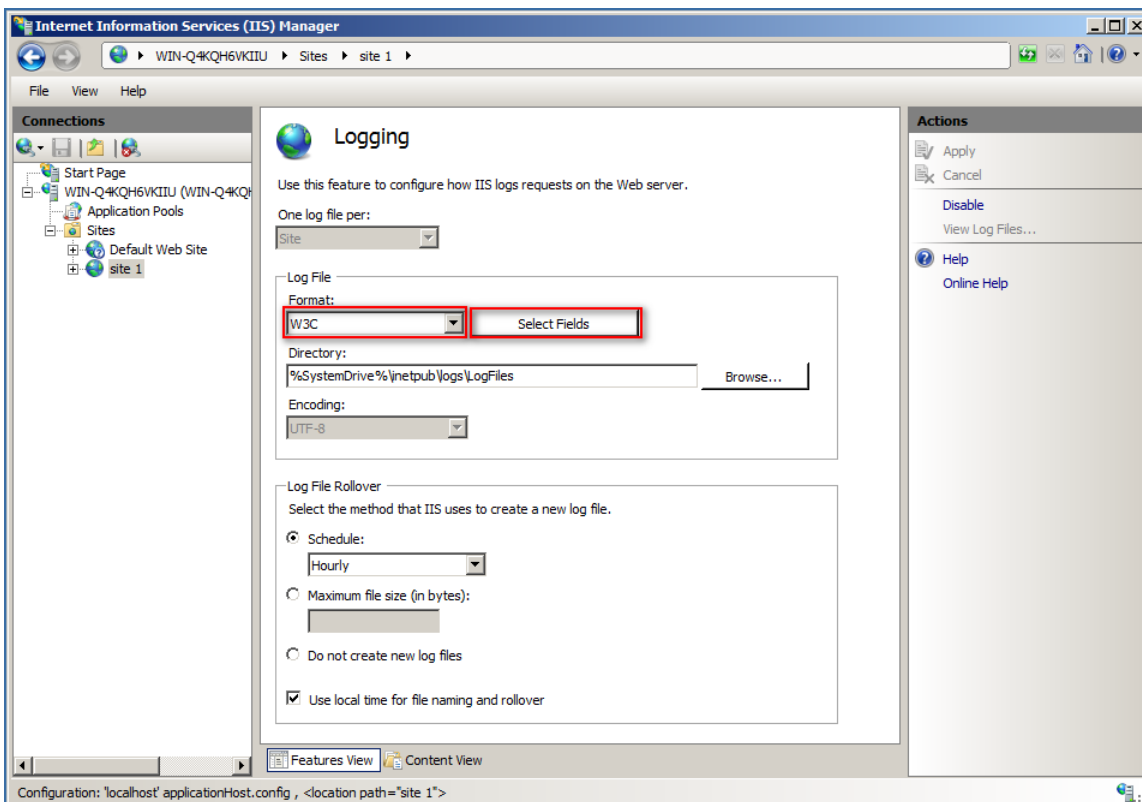 Internet Information Services (IIS) Manager
WIN-Q4KQH6VKIIU Sites site 1
File View Help
Connections
Start Page
WIN-Q4KQH6VKIIU (WIN-Q4KQH
Application Pools
Sites
Default Web Site
site 1
Logging
Use this feature to configure how IIS logs requests on the Web server.
One log file per:
Site
Log File
Format:
W3C
Select Fields
Directory:
%SystemDrive%\inetpub\logs\LogFiles
Browse...
Encoding:
UTF-8
Log File Rollover
Select the method that IIS uses to create a new log file.
Schedule:
Hourly
Maximum file size (in bytes):
Do not create new log files
Use local time for file naming and rollover
Features View
Content View
Actions
Apply
Cancel
Disable
View Log Files...
Help
Online Help
Configuration: 'localhost' applicationHost.config , <location path="site 1">